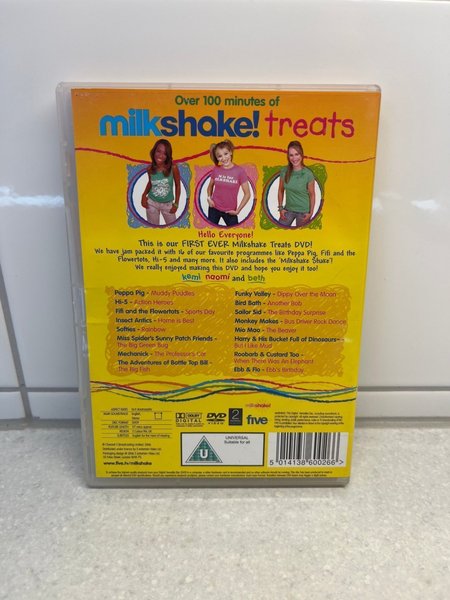 Over 100 minutes of
milkshake! treats
Hello Everyone!
This is our FIRST EVER Milkshake Treats DVD!
We have jam packed it with 16 of our favourite programmes like Peppa Pig, Fifi and the
Flowertots, Hi-5 and many more. It also includes the 'Milkshake Shake'!
We really enjoyed making this DVD and hope you enjoy it too!
kemi naomi and beth
Peppa Pig - Muddy Puddles
Hi-5 - Action Heroes
Fifi and the Flowertots - Sports Day
Insect Antics - Home is Best
Softies - Rainbow
Miss Spider's Sunny Patch Friends -
The Big Green Bug
Mechanick - The Professor's Car
The Adventures of Bottle Top Bill -
The Big Fish
Funky Valley - Dippy Over the Moon
Bird Bath - Another Bob
Sailor Sid - The Birthday Surprise
Monkey Makes - Bus Driver Rock Dance
Mio Mao - The Beaver
Harry & His Bucket Full of Dinosaurs -
But I Like Mud
Roobarb & Custard Too -
When There Was An Elephant
Ebb & Flo - Ebb's Birthday
DOLBY
DIGITAL
DVD
VIDEO
2
milkshake!
five
U
UNIVERSAL
Suitable for all
www.five.tv/milkshake
5 014138 600266